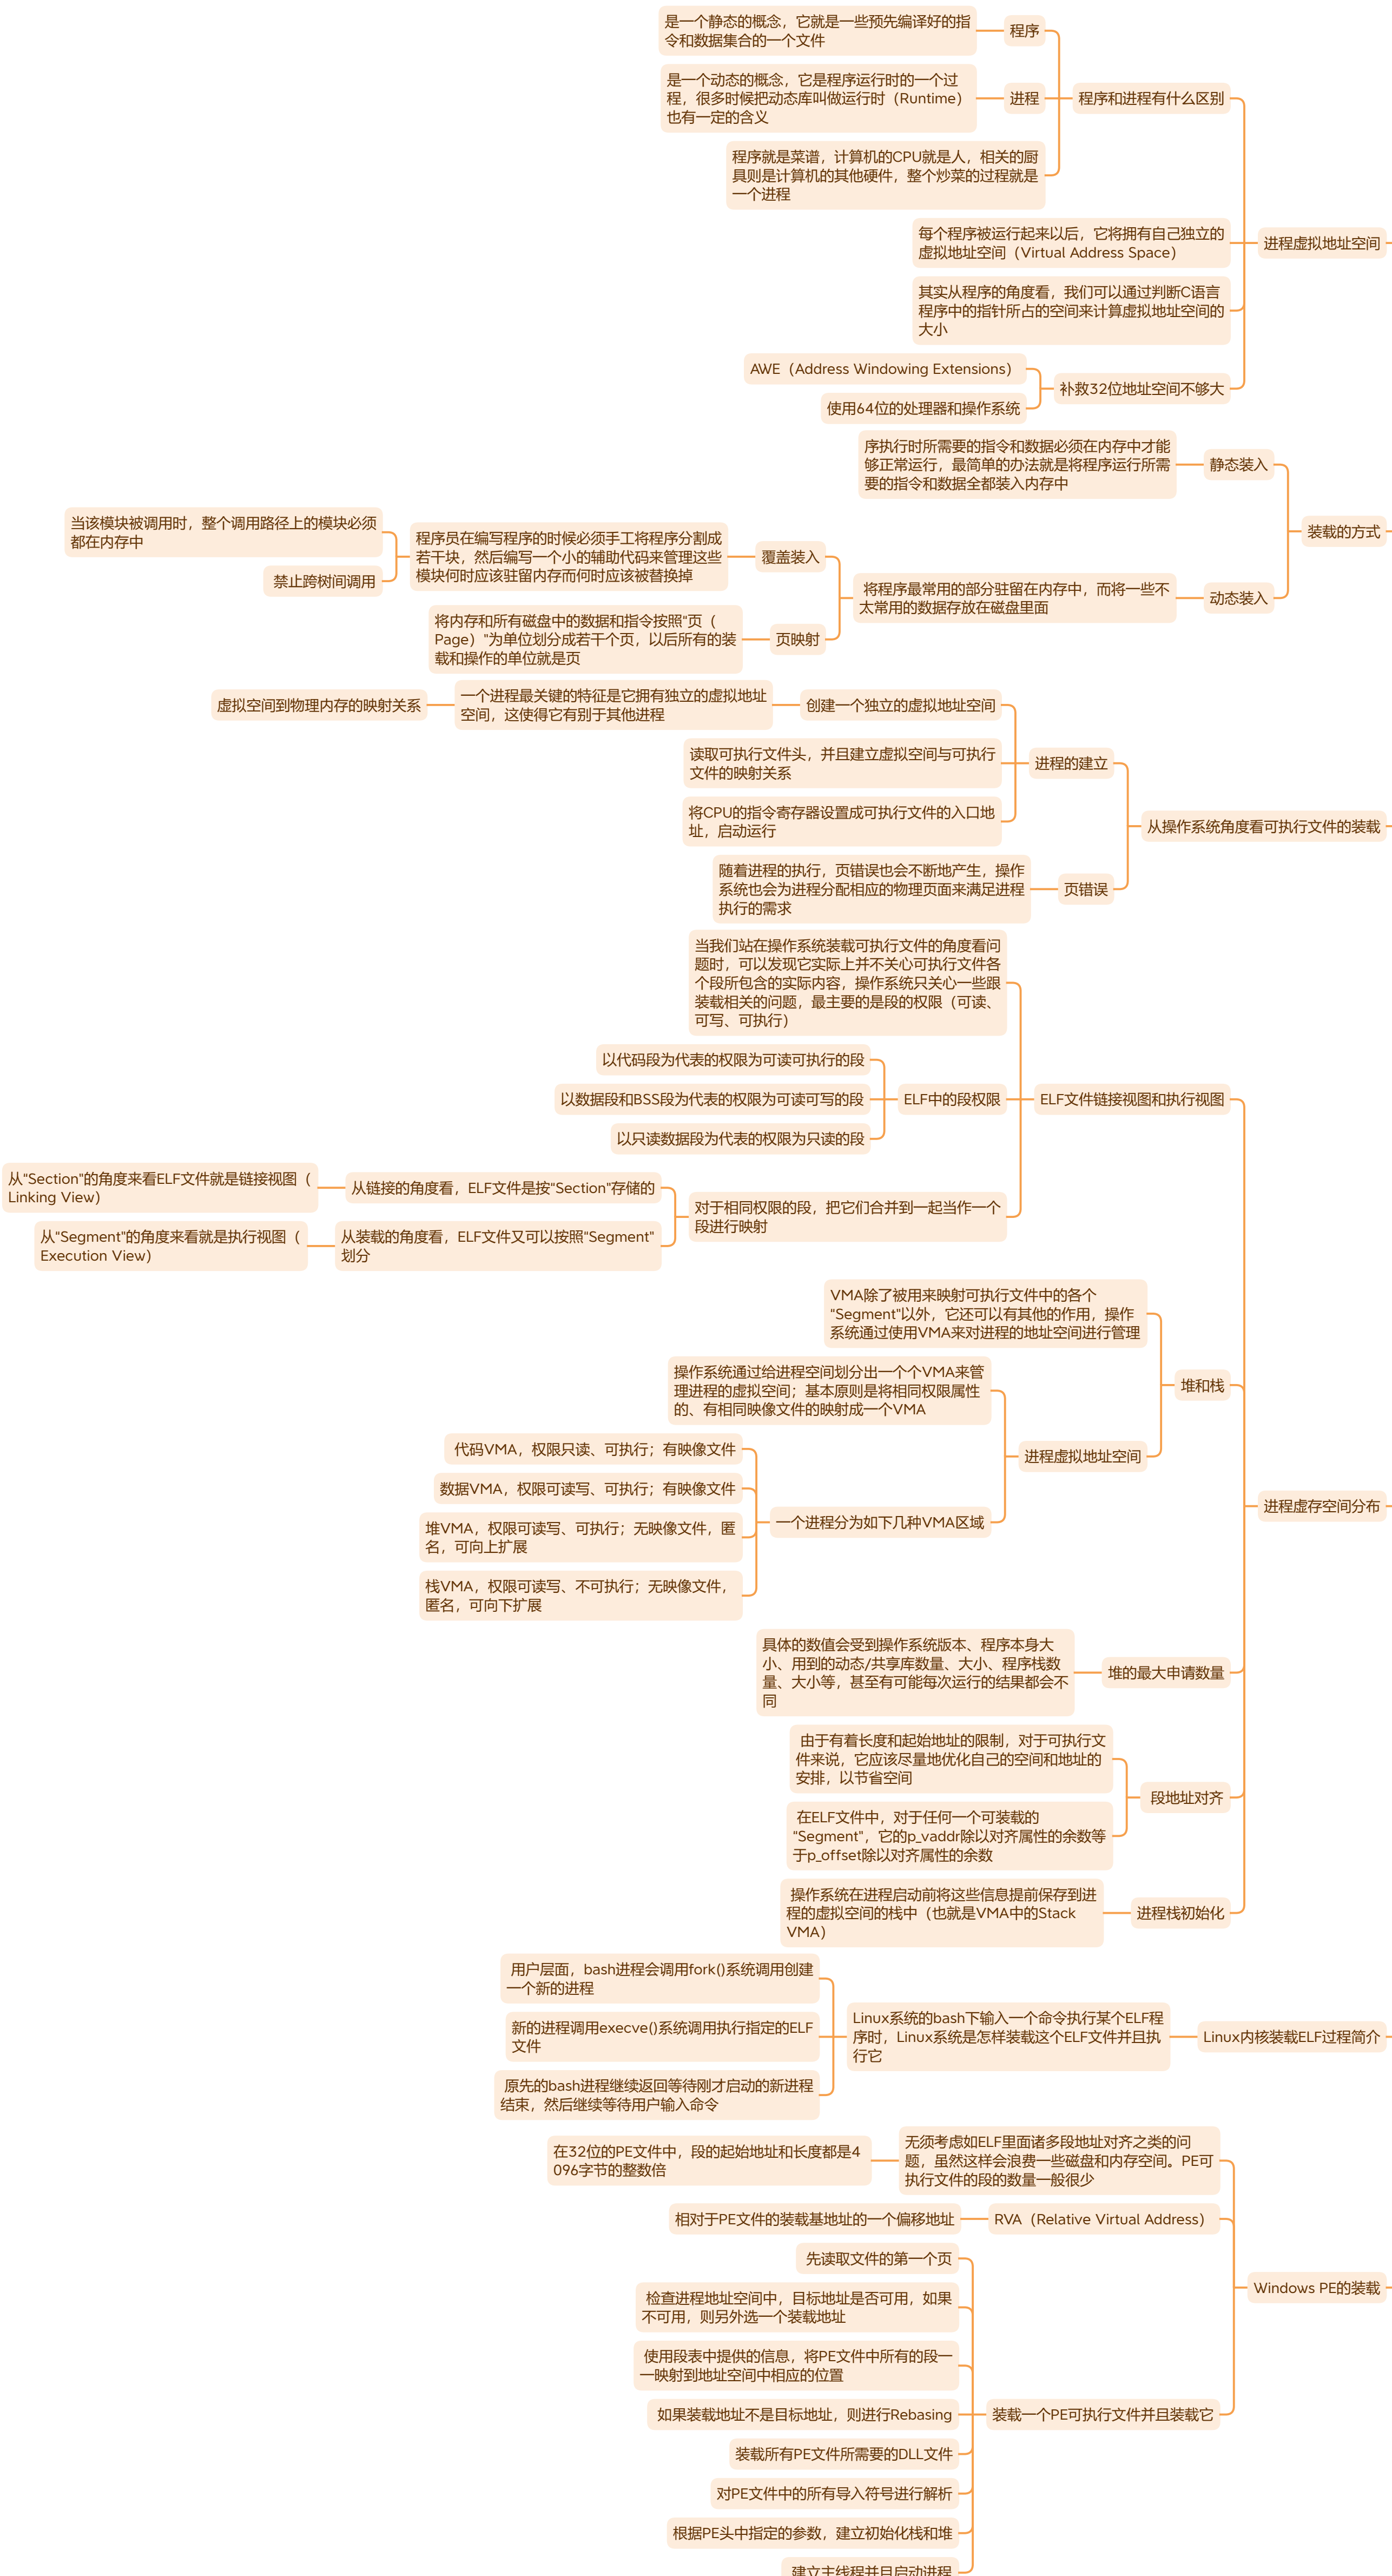 是一个静态的概念，它就是一些预先编译好的指
令和数据集合的一个文件
程序
是一个动态的概念，它是程序运行时的一个过
程，很多时候把动态库叫做运行时（Runtime）
也有一定的含义
进程
程序和进程有什么区别
程序就是菜谱，计算机的CPU就是人，相关的厨
具则是计算机的其他硬件，整个炒菜的过程就是
一个进程
每个程序被运行起来以后，它将拥有自己独立的
虚拟地址空间（Virtual Address Space）
进程虚拟地址空间
其实从程序的角度看，我们可以通过判断C语言
程序中的指针所占的空间来计算虚拟地址空间的
大小
AWE（Address Windowing Extensions）
补救32位地址空间不够大
使用64位的处理器和操作系统
序执行时所需要的指令和数据必须在内存中才能
够正常运行，最简单的办法就是将程序运行所需
要的指令和数据全都装入内存中
静态装入
装载的方式
当该模块被调用时，整个调用路径上的模块必须
都在内存中
禁止跨树间调用
程序员在编写程序的时候必须手工将程序分割成
若干块，然后编写一个小的辅助代码来管理这些
模块何时应该驻留内存而何时应该被替换掉
覆盖装入
将程序最常用的部分驻留在内存中，而将一些不
太常用的数据存放在磁盘里面
动态装入
将内存和所有磁盘中的数据和指令按照"页（
Page）"为单位划分成若干个页，以后所有的装
载和操作的单位就是页
页映射
虚拟空间到物理内存的映射关系
一个进程最关键的特征是它拥有独立的虚拟地址
空间，这使得它有别于其他进程
创建一个独立的虚拟地址空间
读取可执行文件头，并且建立虚拟空间与可执行
文件的映射关系
进程的建立
将CPU的指令寄存器设置成可执行文件的入口地
址，启动运行
从操作系统角度看可执行文件的装载
随着进程的执行，页错误也会不断地产生，操作
系统也会为进程分配相应的物理页面来满足进程
执行的需求
页错误
当我们站在操作系统装载可执行文件的角度看问
题时，可以发现它实际上并不关心可执行文件各
个段所包含的实际内容，操作系统只关心一些跟
装载相关的问题，最主要的是段的权限（可读、
可写、可执行）
以代码段为代表的权限为可读可执行的段
以数据段和BSS段为代表的权限为可读可写的段
ELF中的段权限
ELF文件链接视图和执行视图
以只读数据段为代表的权限为只读的段
从"Section"的角度来看ELF文件就是链接视图（
Linking View）
从链接的角度看，ELF文件是按"Section"存储的
对于相同权限的段，把它们合并到一起当作一个
段进行映射
从"Segment"的角度来看就是执行视图（
Execution View）
从装载的角度看，ELF文件又可以按照"Segment"
划分
VMA除了被用来映射可执行文件中的各个
“Segment"以外，它还可以有其他的作用，操作
系统通过使用VMA来对进程的地址空间进行管理
堆和栈
操作系统通过给进程空间划分出一个个VMA来管
理进程的虚拟空间；基本原则是将相同权限属性
的、有相同映像文件的映射成一个VMA
进程虚拟地址空间
代码VMA，权限只读、可执行；有映像文件
数据VMA，权限可读写、可执行；有映像文件
一个进程分为如下几种VMA区域
堆VMA，权限可读写、可执行；无映像文件，匿
名，可向上扩展
栈VMA，权限可读写、不可执行；无映像文件，
匿名，可向下扩展
进程虚存空间分布
具体的数值会受到操作系统版本、程序本身大
小、用到的动态/共享库数量、大小、程序栈数
量、大小等，甚至有可能每次运行的结果都会不
同
堆的最大申请数量
由于有着长度和起始地址的限制，对于可执行文
件来说，它应该尽量地优化自己的空间和地址的
安排，以节省空间
段地址对齐
在ELF文件中，对于任何一个可装载的
“Segment”，它的p_vaddr除以对齐属性的余数等
于p_offset除以对齐属性的余数
操作系统在进程启动前将这些信息提前保存到进
程的虚拟空间的栈中（也就是VMA中的Stack
VMA）
进程栈初始化
用户层面，bash进程会调用fork()系统调用创建
一个新的进程
新的进程调用execve()系统调用执行指定的ELF
文件
原先的bash进程继续返回等待刚才启动的新进程
结束，然后继续等待用户输入命令
Linux系统的bash下输入一个命令执行某个ELF程
序时，Linux系统是怎样装载这个ELF文件并且执
行它
Linux内核装载ELF过程简介
在32位的PE文件中，段的起始地址和长度都是4
096字节的整数倍
无须考虑如ELF里面诸多段地址对齐之类的问
题，虽然这样会浪费一些磁盘和内存空间。PE可
执行文件的段的数量一般很少
相对于PE文件的装载基地址的一个偏移地址
RVA（Relative Virtual Address）
Windows PE的装载
先读取文件的第一个页
检查进程地址空间中，目标地址是否可用，如果
不可用，则另外选一个装载地址
使用段表中提供的信息，将PE文件中所有的段一
一映射到地址空间中相应的位置
如果装载地址不是目标地址，则进行Rebasing
装载一个PE可执行文件并且装载它
装载所有PE文件所需要的DLL文件
对PE文件中的所有导入符号进行解析
根据PE头中指定的参数，建立初始化栈和堆
建立主线程并且启动进程